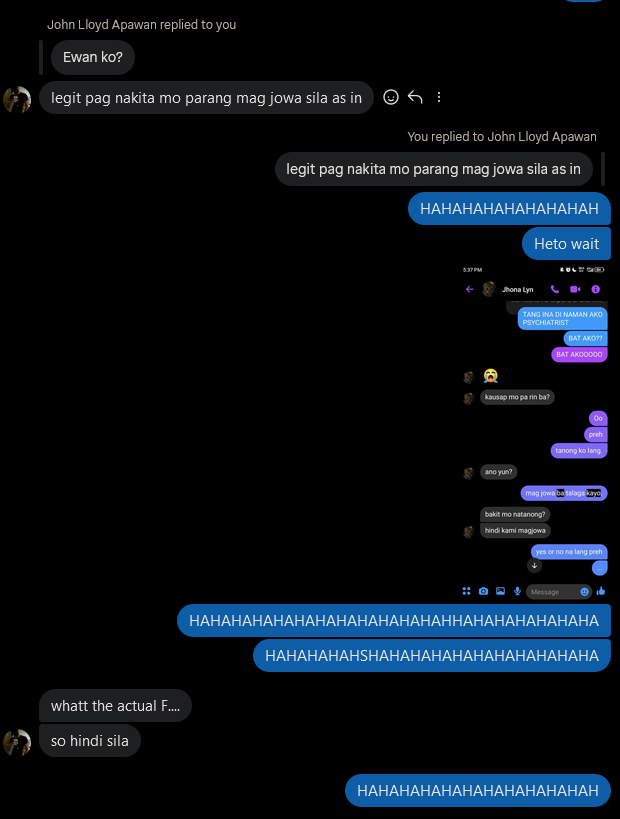 John Lloyd Apawan replied to you
Ewan ko?
legit pag nakita mo parang mag jowa sila as in
You replied to John Lloyd Apawan
legit pag nakita mo parang mag jowa sila as in
HAHAHAHAHAHAHAHAH
Heto wait
5:37 PM
Jhona Lyn
TANG INA DI NAMAN AKO
PSYCHIATRIST
BAT AKO??
BAT AKOOOOO
😭
kausap mo pa rin ba?
Oo
preh
tanong ko lang.
ano yun?
mag jowa ba talaga kayo
bakit mo natanong?
hindi kami magjowa
yes or no na lang preh
...
Message
HAHAHAHAHAHAHAHAHAHAHAHAHHAHAHAHAHAHAHA
HAHAHAHAHSHAHAHAHAHAHAHAHAHAHAHA
whatt the actual F....
so hindi sila
HAHAHAHAHAHAHAHAHAHAHAH